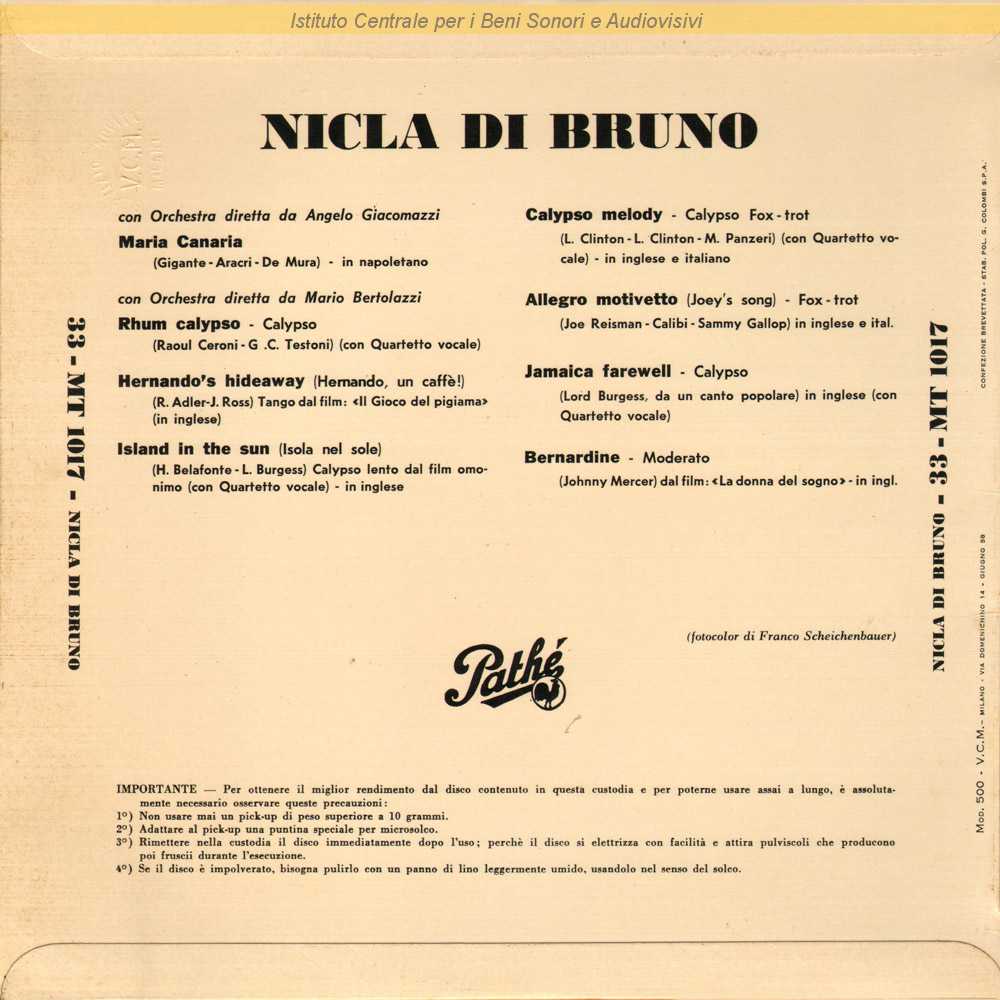 Istituto Centrale per i Beni Sonori e Audiovisivi
NICLA DI BRUNO
V.C.M.
con Orchestra diretta da Angelo Giacomazzi
Maria Canaria
(Gigante - Aracri - De Mura) - in napoletano
con Orchestra diretta da Mario Bertolazzi
Rhum calypso - Calypso
(Raoul Ceroni - G .C. Testoni) (con Quartetto vocale)
Hernando's hideaway (Hernando, un caffè!)
(R. Adler-J. Ross) Tango dal film: «Il Gioco del pigiama»
(in inglese)
Island in the sun (Isola nel sole)
(H. Belafonte - L. Burgess) Calypso lento dal film omo-
nimo (con Quartetto vocale) - in inglese
Calypso melody - Calypso Fox-trot
(L. Clinton - L. Clinton - M. Panzeri) (con Quartetto vo-
cale) - in inglese e italiano
Allegro motivetto (Joey's song) - Fox-trot
(Joe Reisman - Calibi - Sammy Gallop) in inglese e ital.
Jamaica farewell - Calypso
(Lord Burgess, da un canto popolare) in inglese (con
Quartetto vocale)
Bernardine - Moderato
(Johnny Mercer) dal film: «La donna del sogno» - in ingl.
33 - MT 1017 - NICLA DI BRUNO
NICLA DI BRUNO - 33 - MT 1017
(fotocolor di Franco Scheichenbauer)
Pathé
IMPORTANTE — Per ottenere il miglior rendimento dal disco contenuto in questa custodia e per poterne usare assai a lungo, è assoluta-
mente necessario osservare queste precauzioni:
1°) Non usare mai un pick-up di peso superiore a 10 grammi.
2°) Adattare al pick-up una puntina speciale per microsolco.
3°) Rimettere nella custodia il disco immediatamente dopo l'uso; perchè il disco si elettrizza con facilità e attira pulviscoli che producono
poi fruscii durante l'esecuzione.
4°) Se il disco è impolverato, bisogna pulirlo con un panno di lino leggermente umido, usandolo nel senso del solco.
Mod. 500 - V.C.M. - MILANO - VIA DOMENICHINO 14 - GIUGNO 58
CONFEZIONE BREVETTATA - STAB. POL. G. COLOMBI S.P.A.